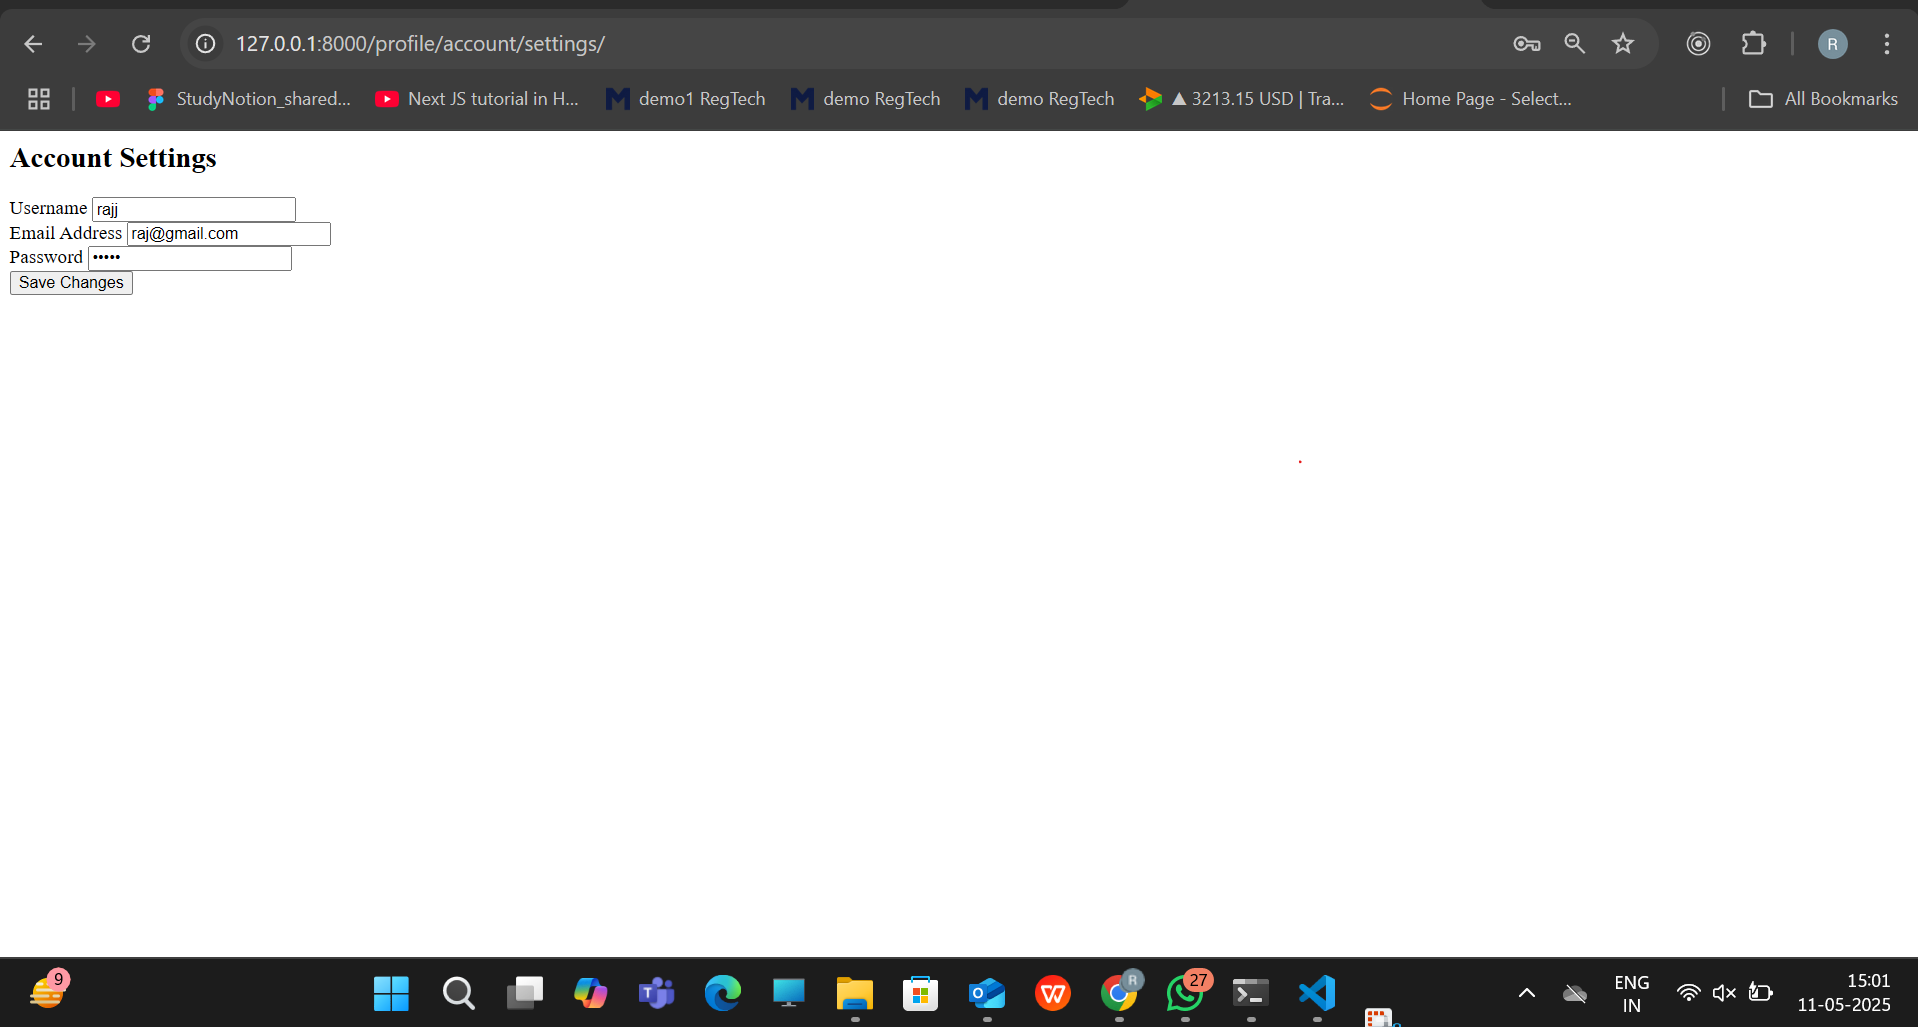 127.0.0.1:8000/profile/account/settings/
R
StudyNotion_shared... Next JS tutorial in H... demo1 RegTech demo RegTech demo RegTech ▲ 3213.15 USD | Tra... Home Page - Select... All Bookmarks
Account Settings
Username rajj
Email Address raj@gmail.com
Password •••••
Save Changes
9
R
27
ENG
IN
15:01
11-05-2025